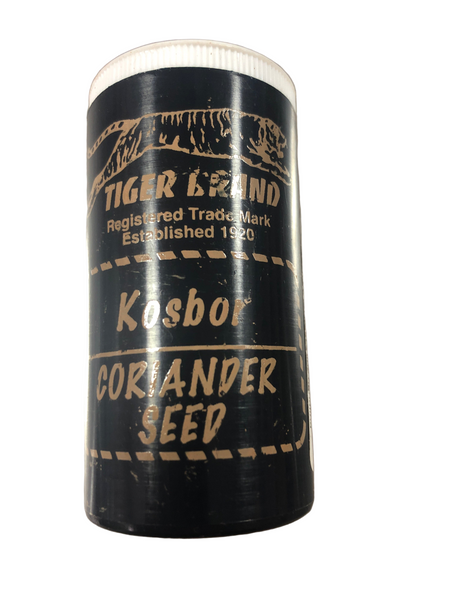 TIGER BRAND
Registered Trade Mark
Established 1920
Kosbor
CORIANDER
SEED